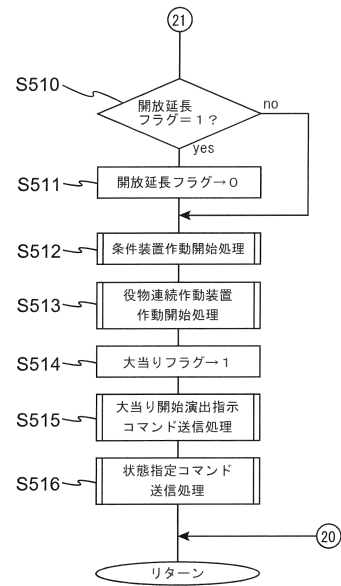 21
S510
開放延長
フラグ＝１？
no
yes
S511
開放延長フラグ→０
S512
条件装置作動開始処理
S513
役物連続作動装置
作動開始処理
S514
大当りフラグ→１
S515
大当り開始演出指示
コマンド送信処理
S516
状態指定コマンド
送信処理
20
リターン